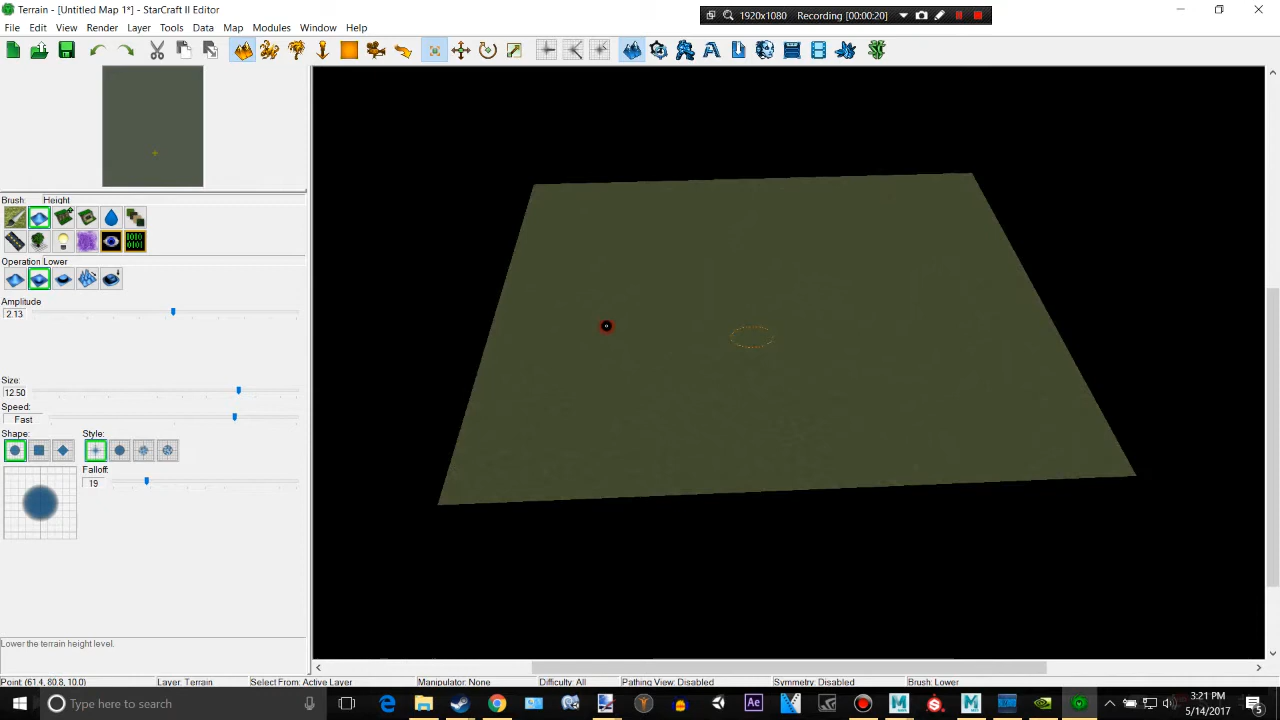 Terrain - [Untitled Map 1*] - StarCraft II Editor
1920x1080
Recording [00:00:20]
File Edit View Render Layer Tools Data Map Modules Window Help
Brush: Height
Operation Lower
Amplitude
2.13
Size:
12.50
Speed:
Fast
Shape:
Style:
Falloff:
19
Lower the terrain height level.
Point: (61.4, 80.8, 10.0)
Layer: Terrain
Select From: Active Layer
Manipulator: None
Difficulty: All
Pathing View: Disabled
Symmetry: Disabled
Brush: Lower
Type here to search
Ae
3:21 PM
5/14/2017
5